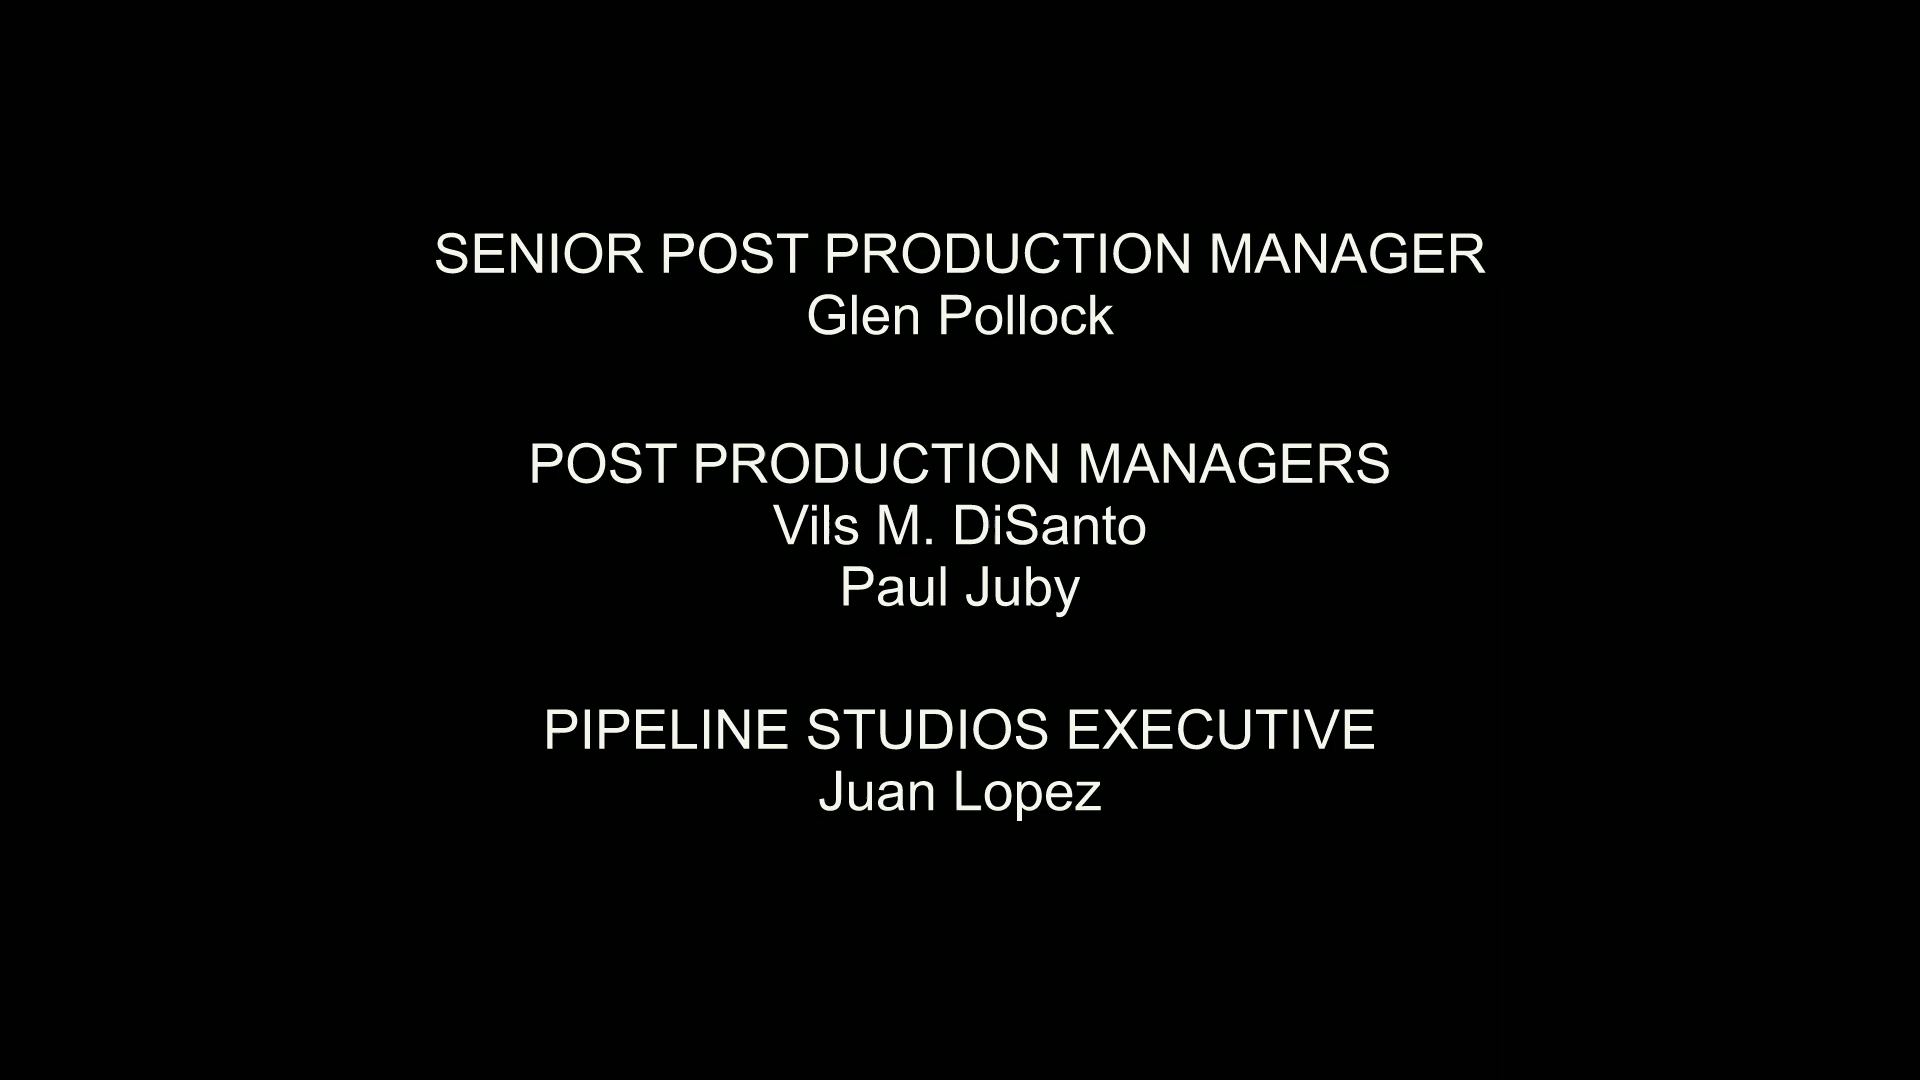 SENIOR POST PRODUCTION MANAGER
Glen Pollock
POST PRODUCTION MANAGERS
Vils M. DiSanto
Paul Juby
PIPELINE STUDIOS EXECUTIVE
Juan Lopez